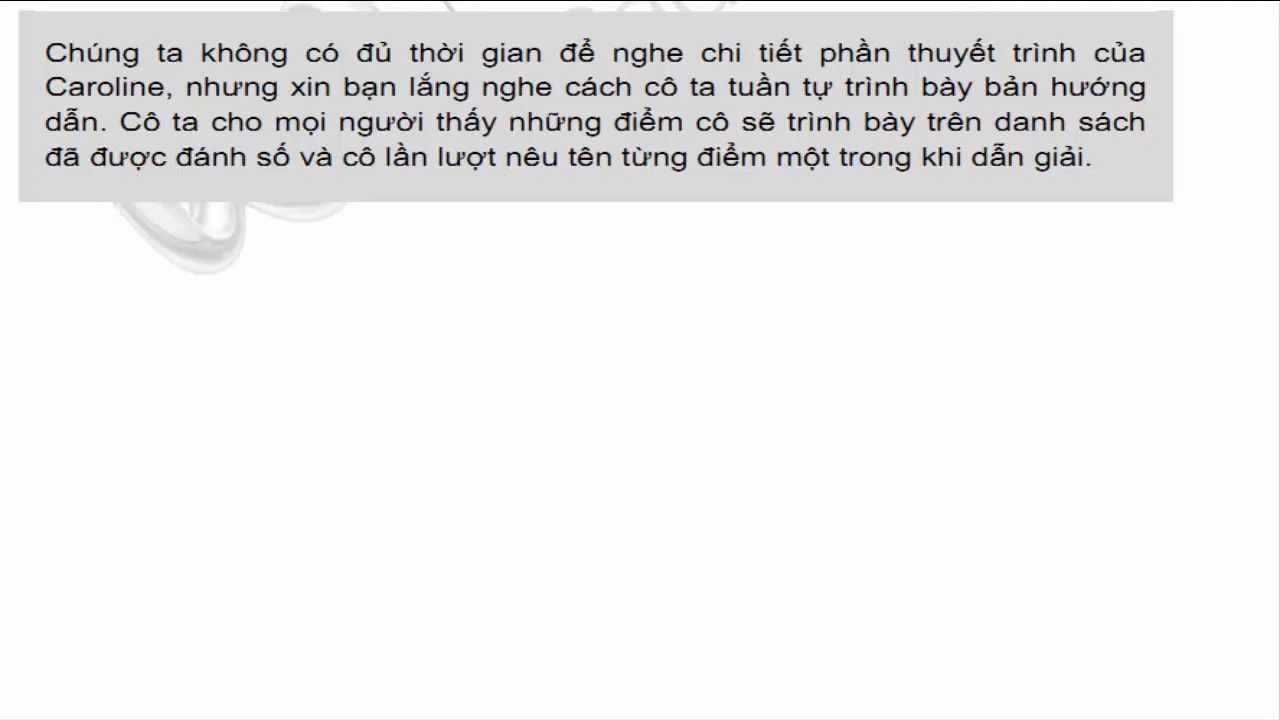 Chúng ta không có đủ thời gian để nghe chi tiết phần thuyết trình của
Caroline, nhưng xin bạn lắng nghe cách cô ta tuần tự trình bày bản hướng
dẫn. Cô ta cho mọi người thấy những điểm cô sẽ trình bày trên danh sách
đã được đánh số và cô lần lượt nêu tên từng điểm một trong khi dẫn giải.